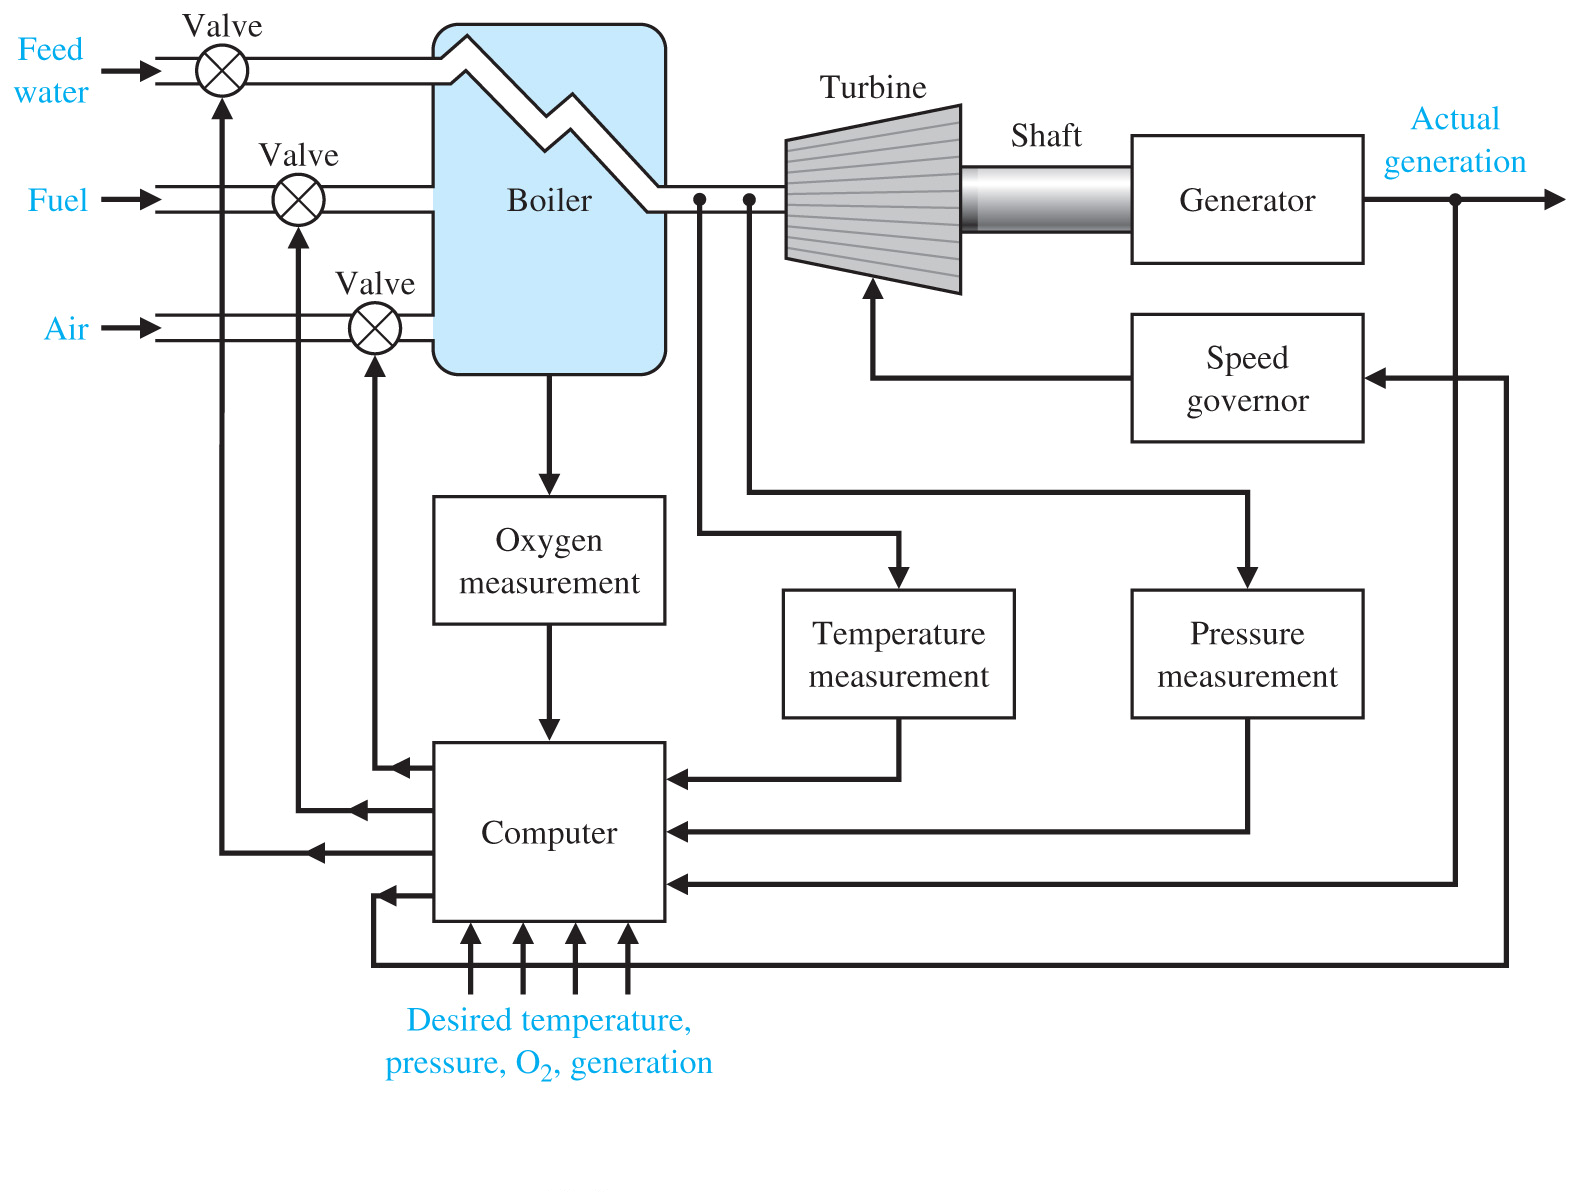 Valve
Feed
water
Valve
Fuel
Valve
Air
Boiler
Turbine
Shaft
Generator
Actual
generation
Speed
governor
Oxygen
measurement
Temperature
measurement
Pressure
measurement
Computer
Desired temperature,
pressure, O₂, generation